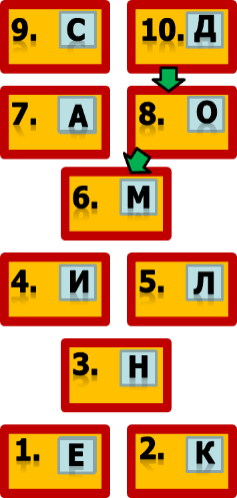 9. С 10. Д
7. А 8. О
6. М
4. И 5. Л
3. Н
1. Е 2. К